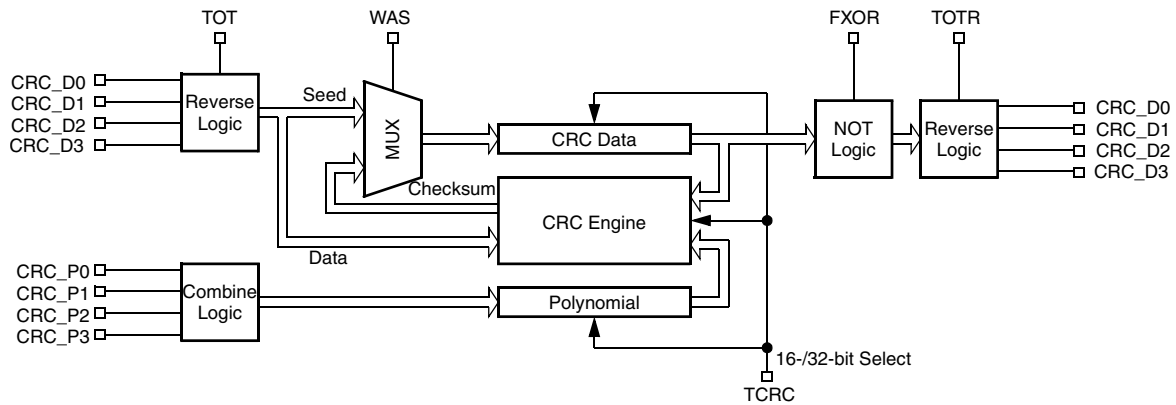 TOT
WAS
FXOR
TOTR
CRC_D0
CRC_D1
CRC_D2
CRC_D3
Reverse
Logic
Seed
MUX
CRC Data
NOT
Logic
Reverse
Logic
CRC_D0
CRC_D1
CRC_D2
CRC_D3
Checksum
CRC Engine
Data
CRC_P0
CRC_P1
CRC_P2
CRC_P3
Combine
Logic
Polynomial
16-/32-bit Select
TCRC